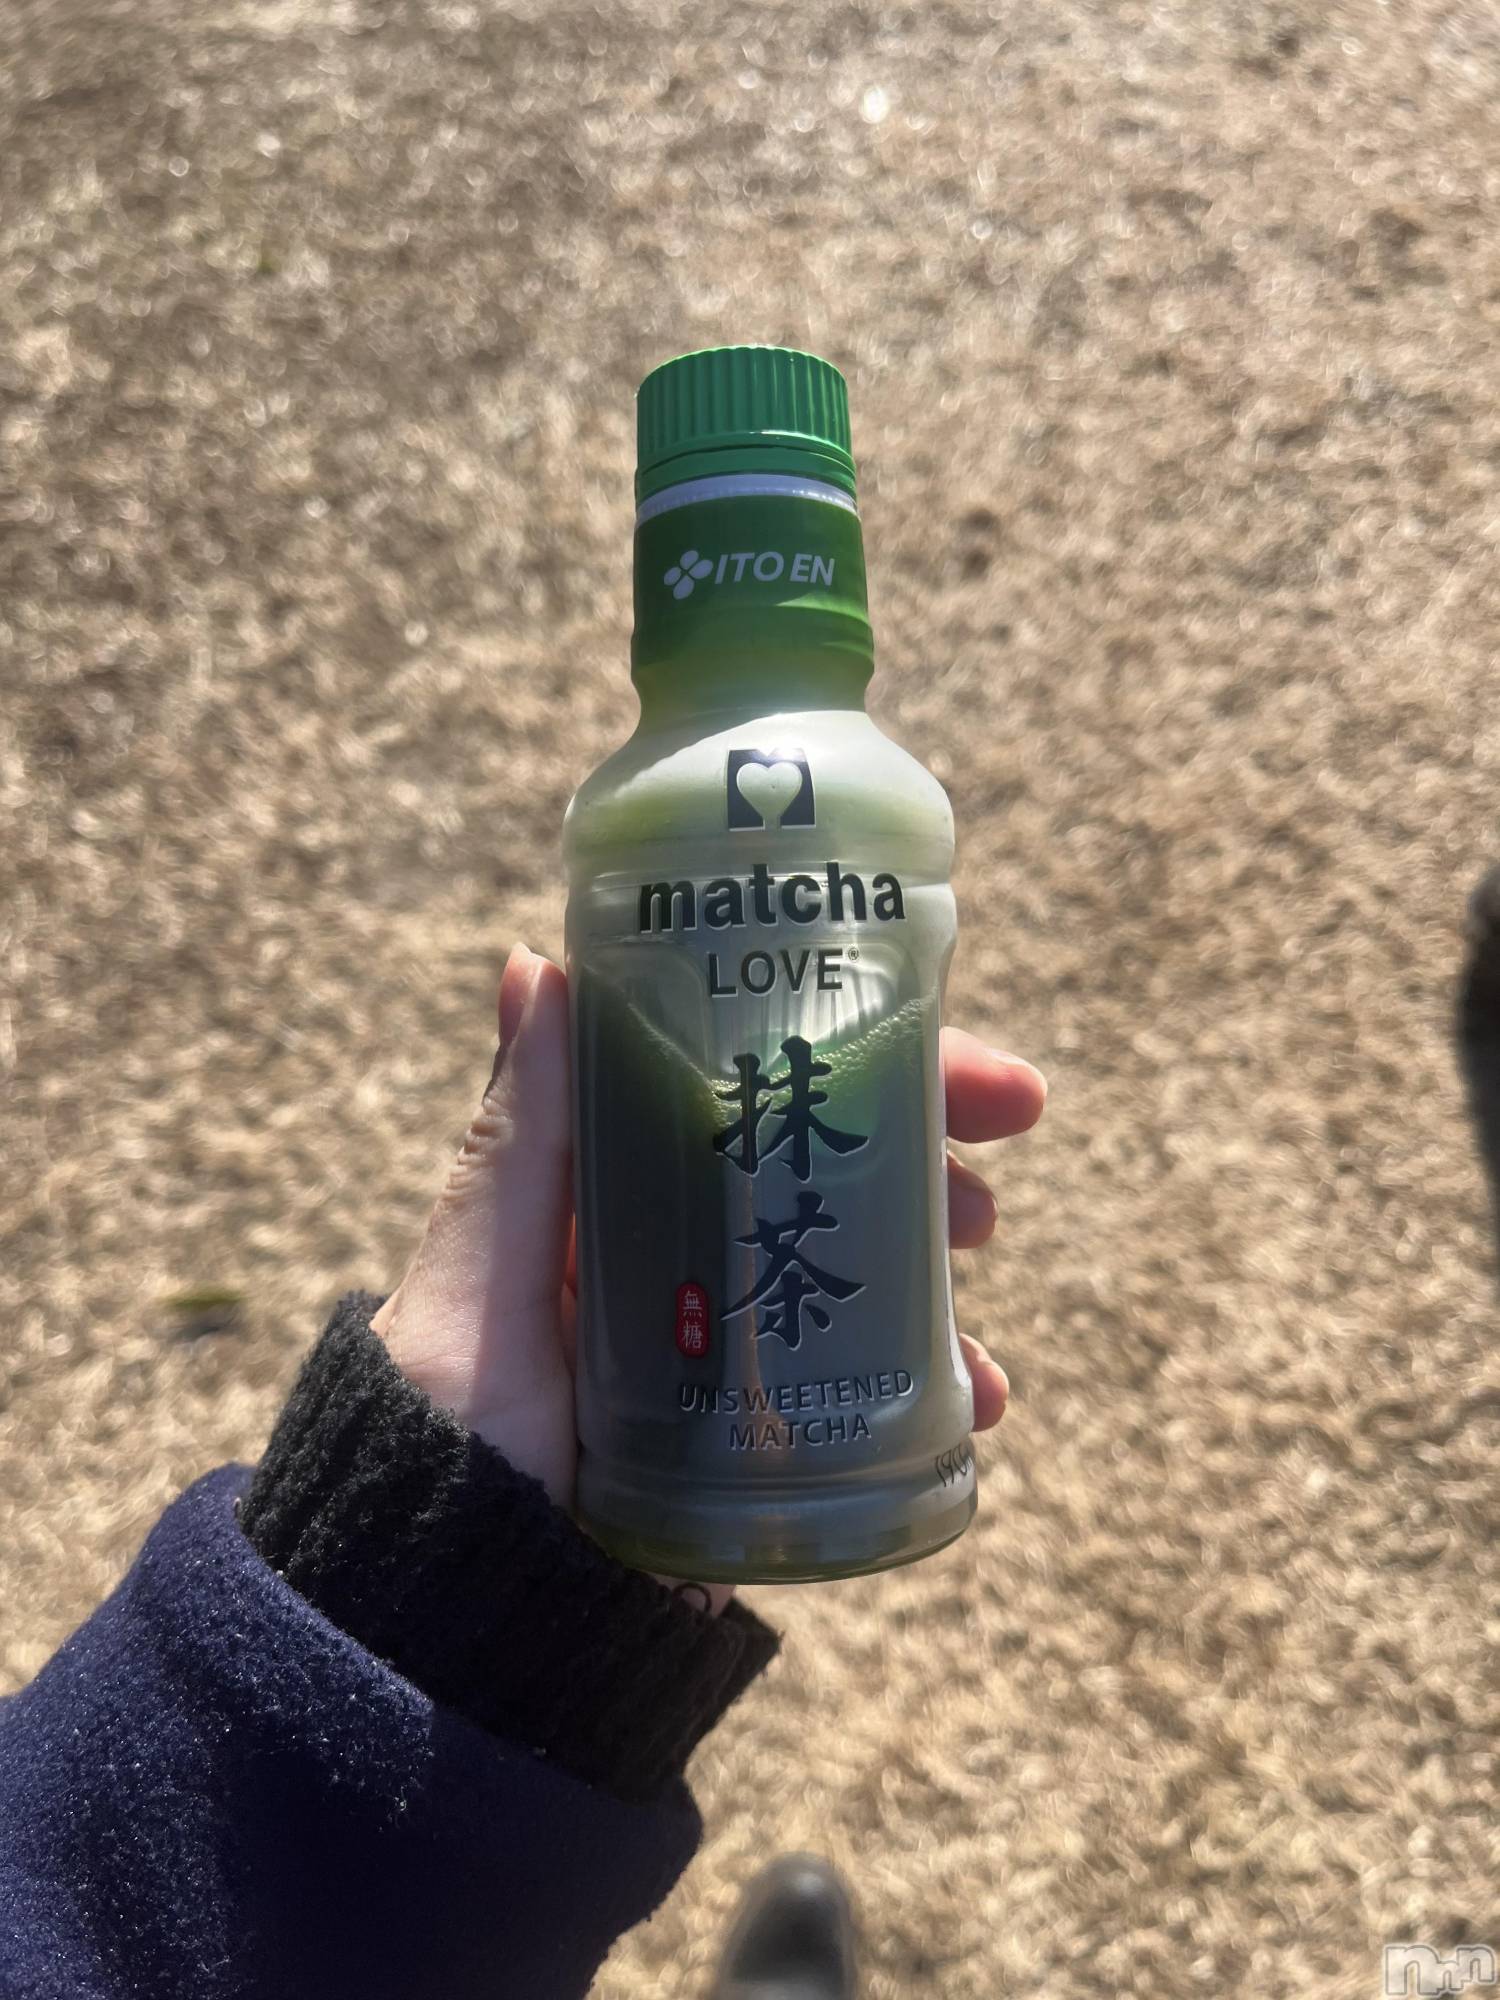 ITO EN
matcha
LOVE®
抹茶
無糖
UNSWEETENED
MATCHA